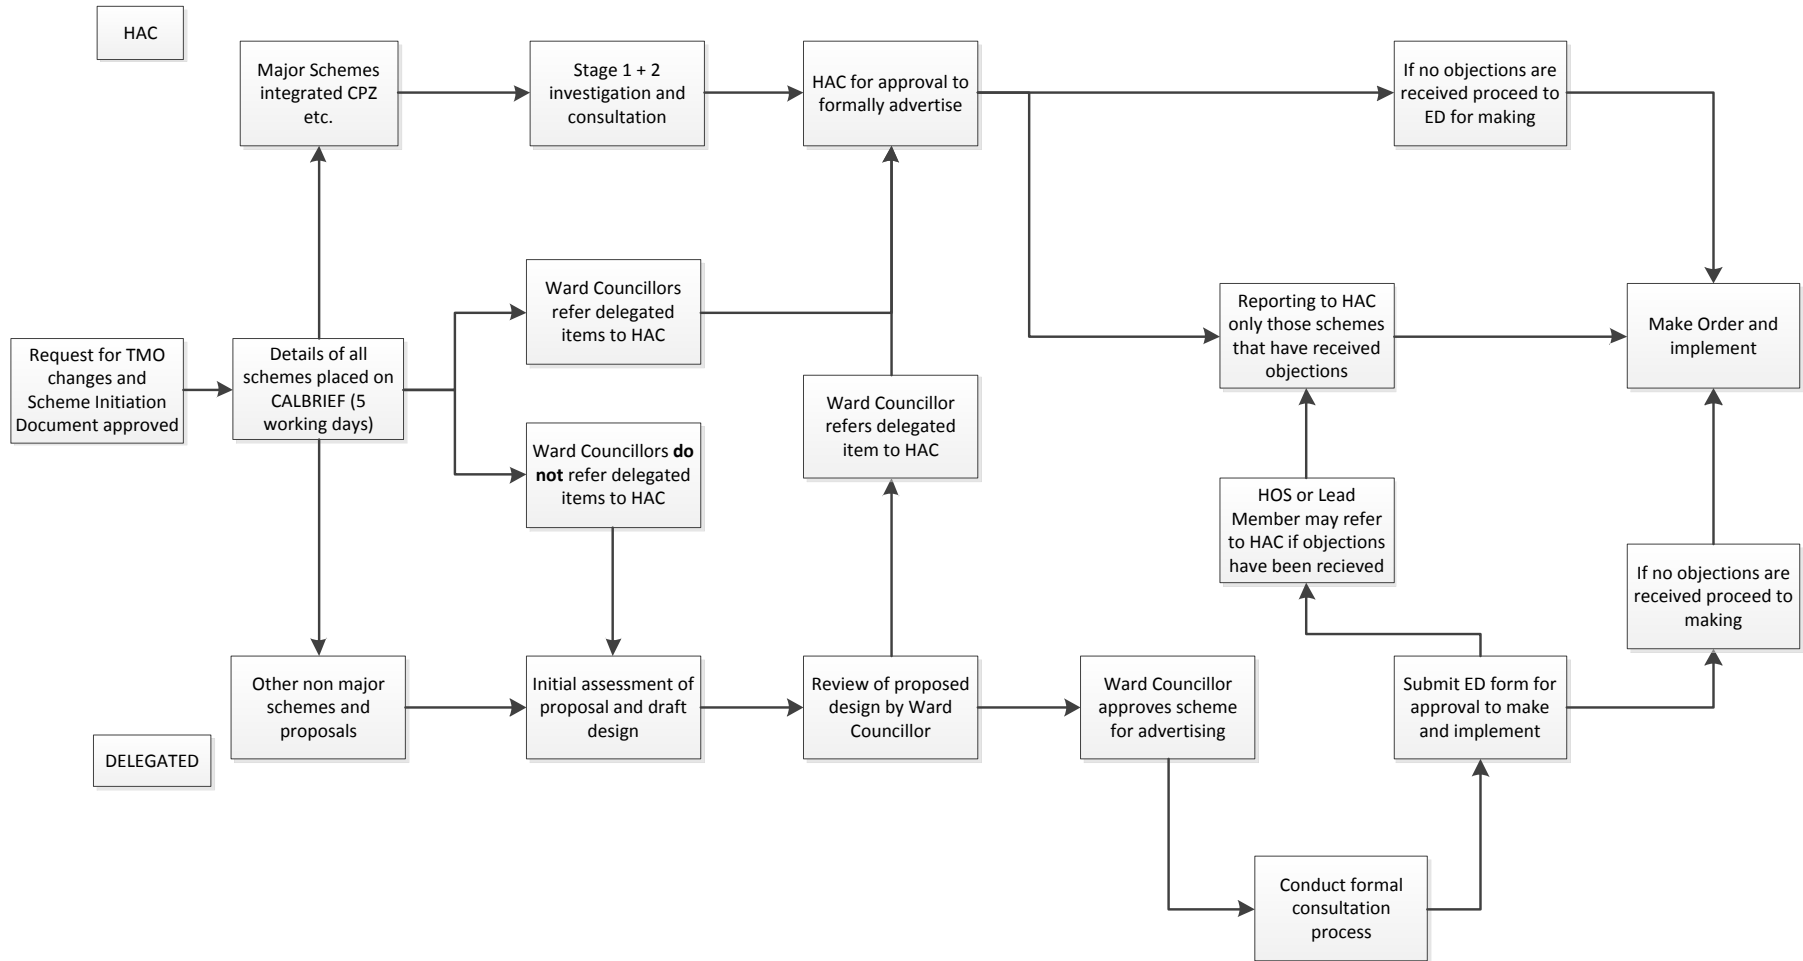 HAC
Major Schemes
integrated CPZ
etc.
Stage 1 + 2
investigation and
consultation
HAC for approval to
formally advertise
If no objections are
received proceed to
ED for making
Ward Councillors
refer delegated
items to HAC
Reporting to HAC
only those schemes
that have received
objections
Make Order and
implement
Request for TMO
changes and
Scheme Initiation
Document approved
Details of all
schemes placed on
CALBRIEF (5
working days)
Ward Councillor
refers delegated
item to HAC
Ward Councillors do
not refer delegated
items to HAC
HOS or Lead
Member may refer
to HAC if objections
have been recieved
If no objections are
received proceed to
making
Other non major
schemes and
proposals
Initial assessment of
proposal and draft
design
Review of proposed
design by Ward
Councillor
Ward Councillor
approves scheme
for advertising
Submit ED form for
approval to make
and implement
DELEGATED
Conduct formal
consultation
process